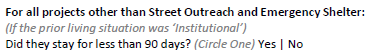 For all projects other than Street Outreach and Emergency Shelter:
(If the prior living situation was ‘Institutional’)
Did they stay for less than 90 days? (Circle One) Yes | No